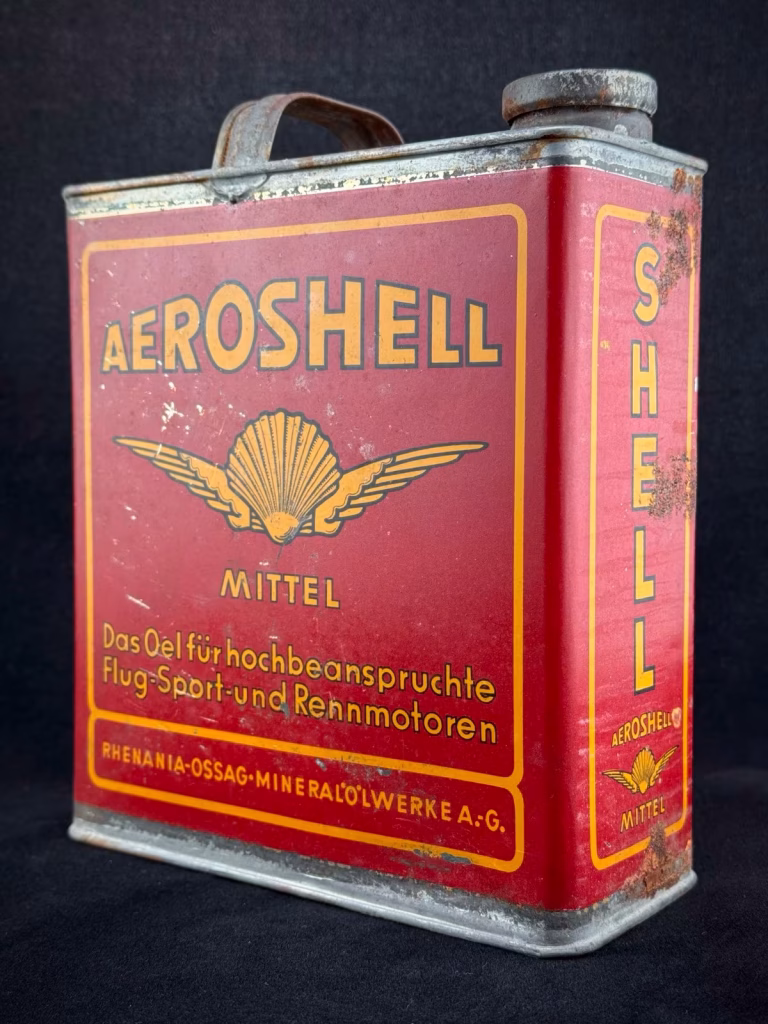 AEROSHELL
MITTEL
Das Oel für hochbeanspruchte
Flug-Sport-und Rennmotoren
RHENANIA-OSSAG-MINERALÖLWERKE A.-G.
SHELL
AEROSHELL
MITTEL